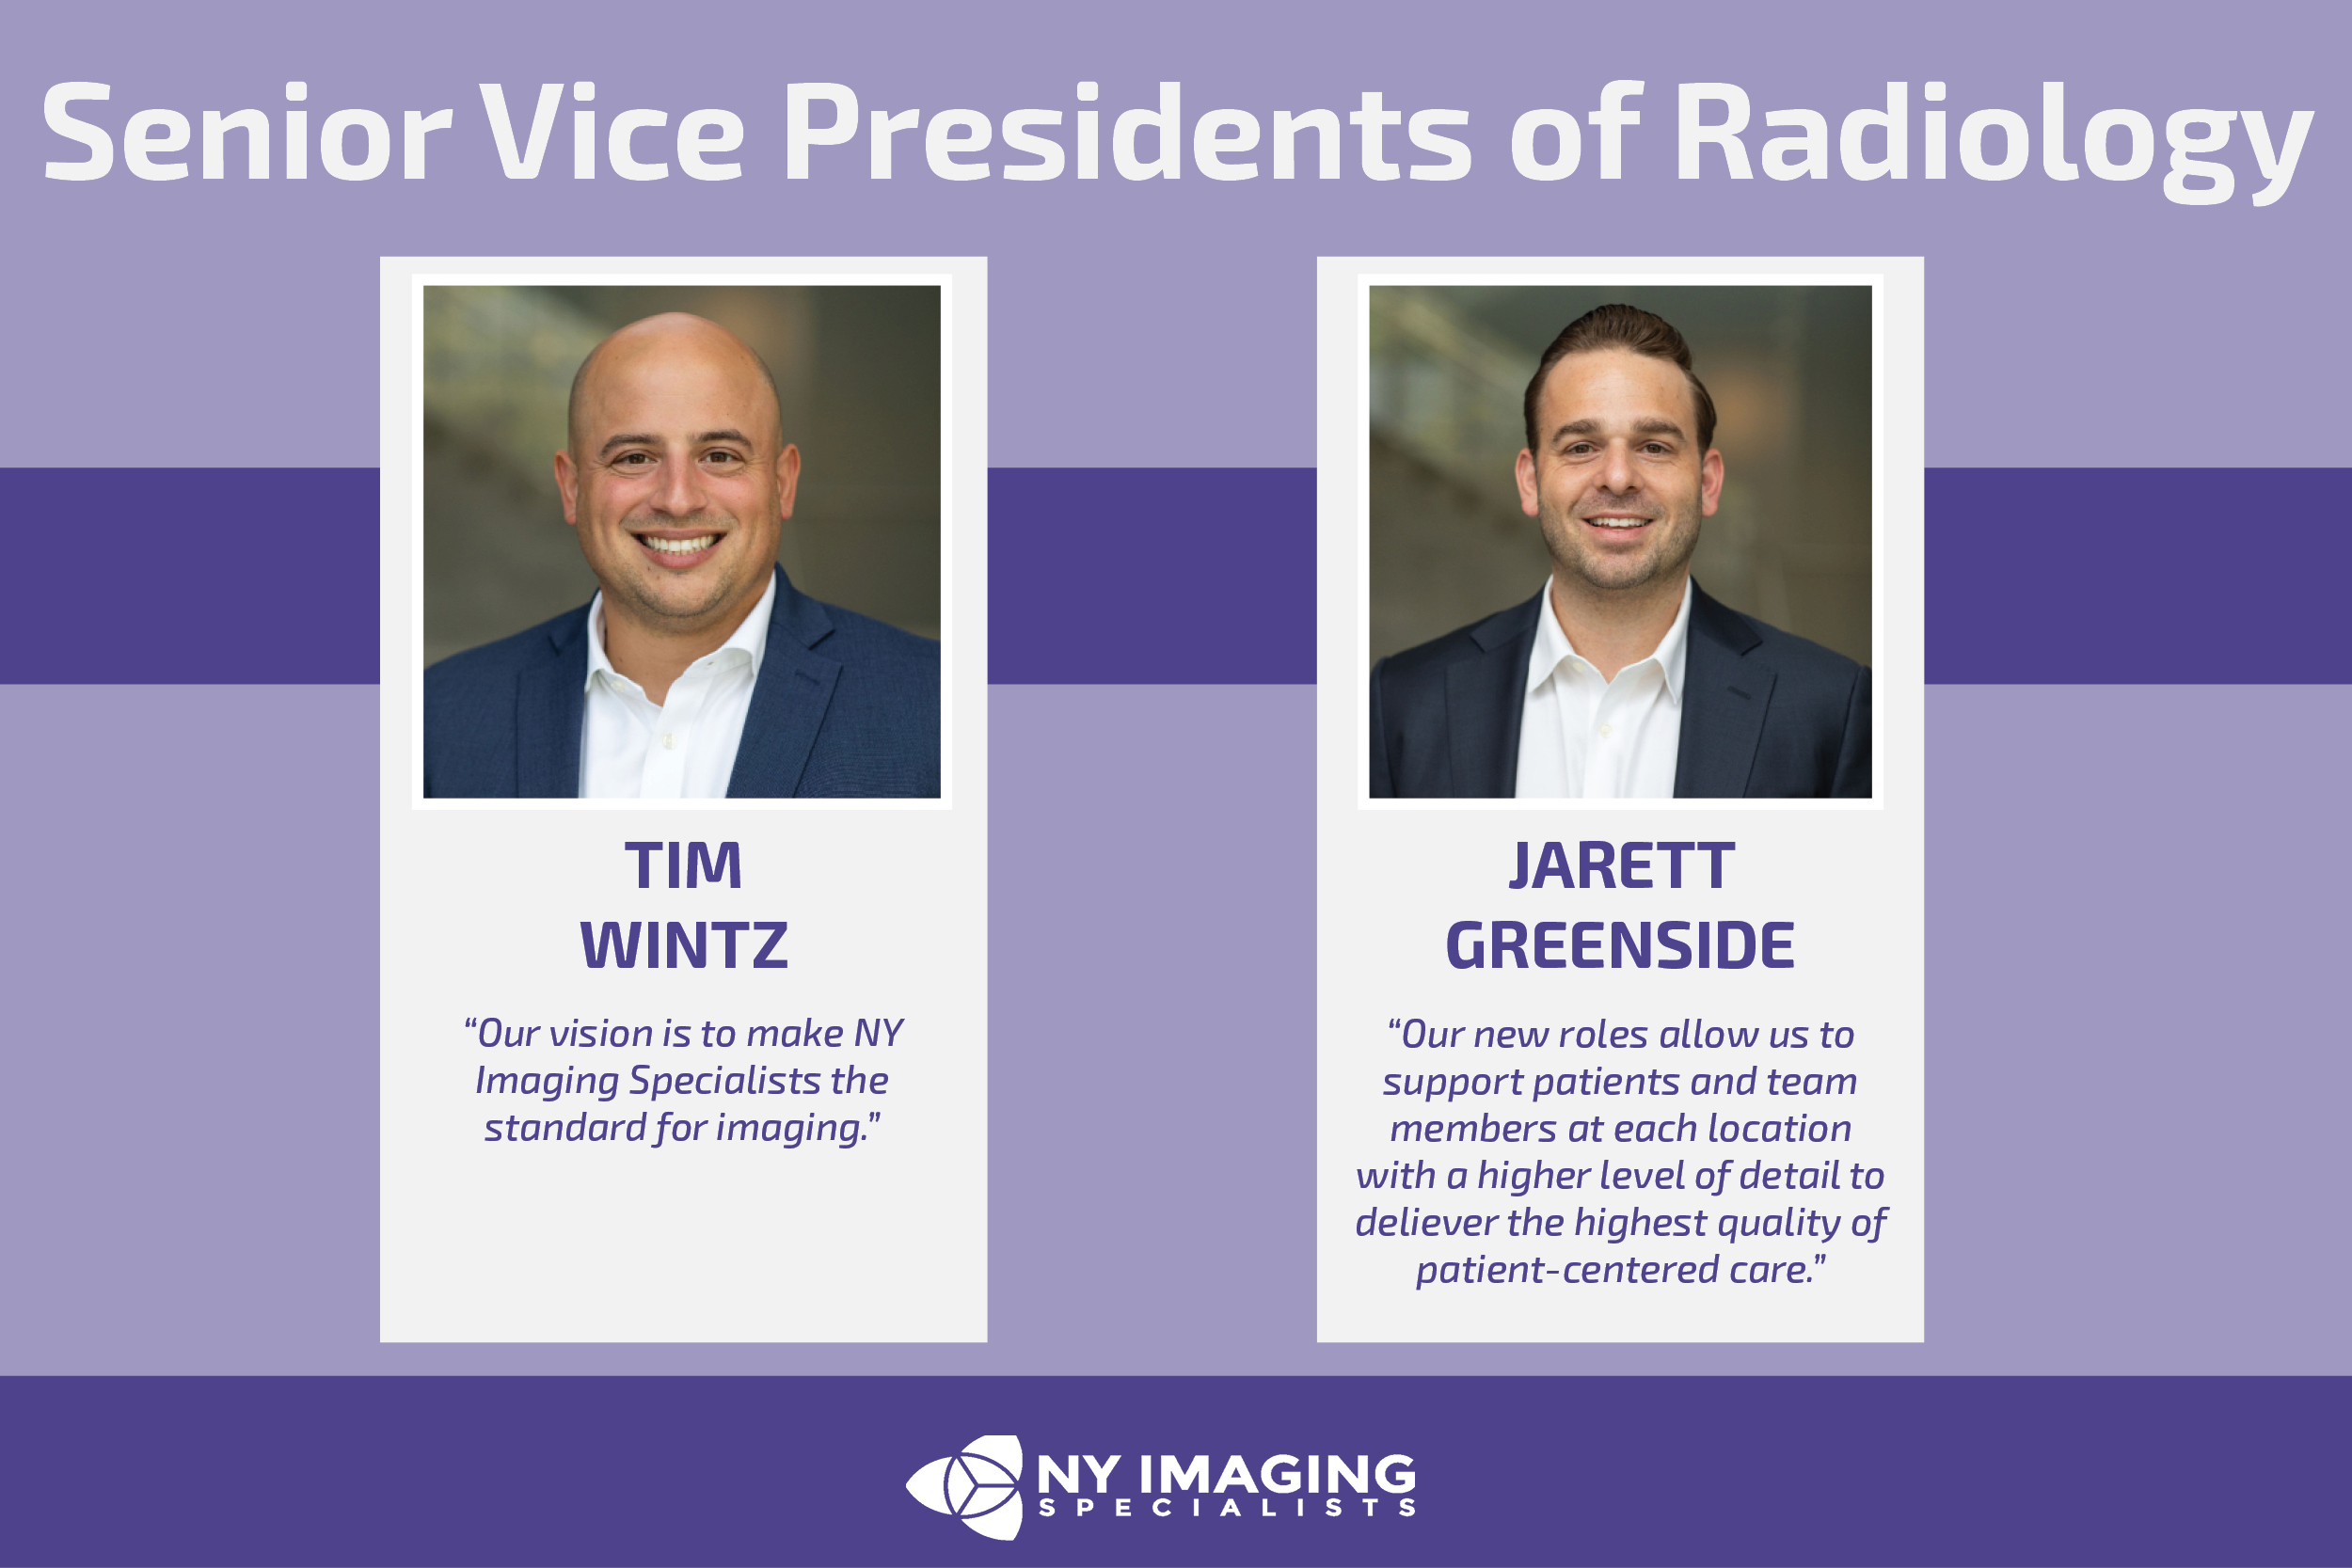 Senior Vice Presidents of Radiology
TIM
WINTZ
“Our vision is to make NY
Imaging Specialists the
standard for imaging.”
JARETT
GREENSIDE
“Our new roles allow us to
support patients and team
members at each location
with a higher level of detail to
deliever the highest quality of
patient-centered care.”
NY IMAGING
SPECIALISTS